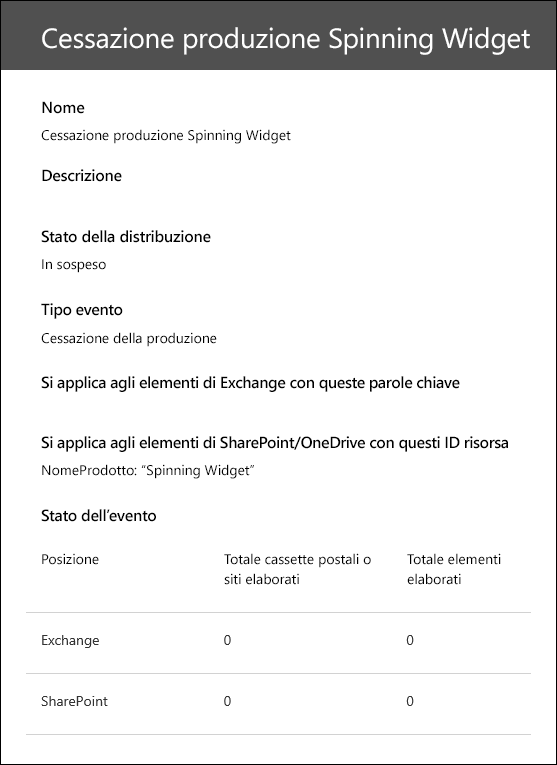 Cessazione produzione Spinning Widget
Nome
Cessazione produzione Spinning Widget
Descrizione
Stato della distribuzione
In sospeso
Tipo evento
Cessazione della produzione
Si applica agli elementi di Exchange con queste parole chiave
Si applica agli elementi di SharePoint/OneDrive con questi ID risorsa
NomeProdotto: “Spinning Widget”
Stato dell’evento
Posizione Totale cassette postali o Totale elementi
siti elaborati elaborati
Exchange 0 0
SharePoint 0 0